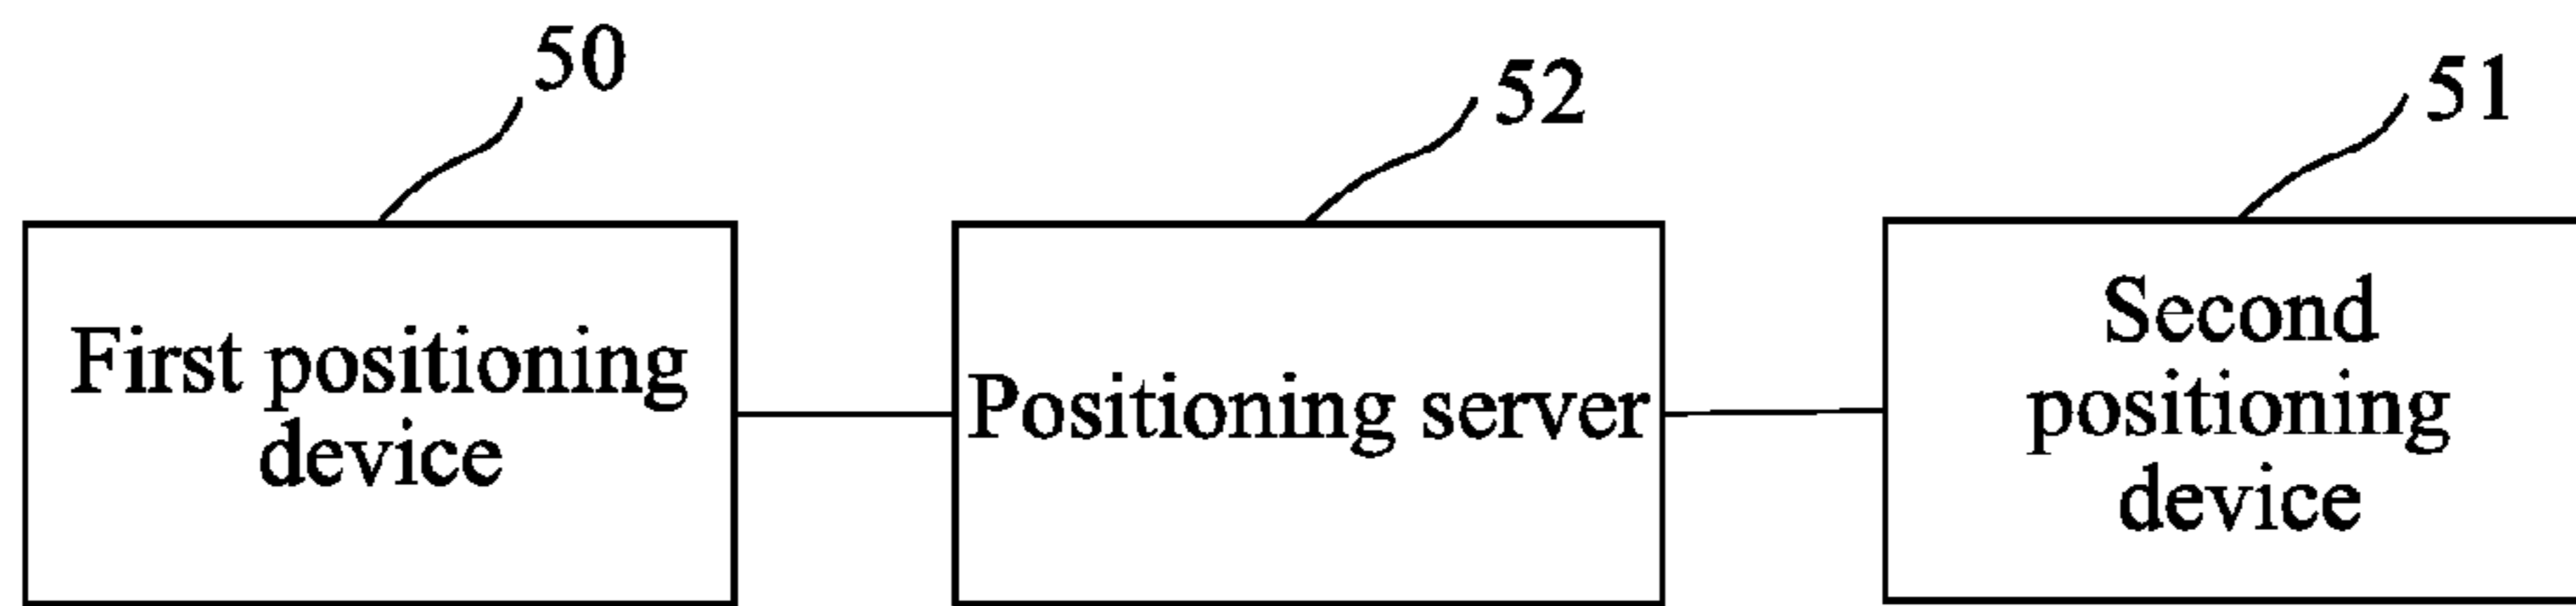 50
52
51
First positioning
device
Positioning server
Second
positioning
device